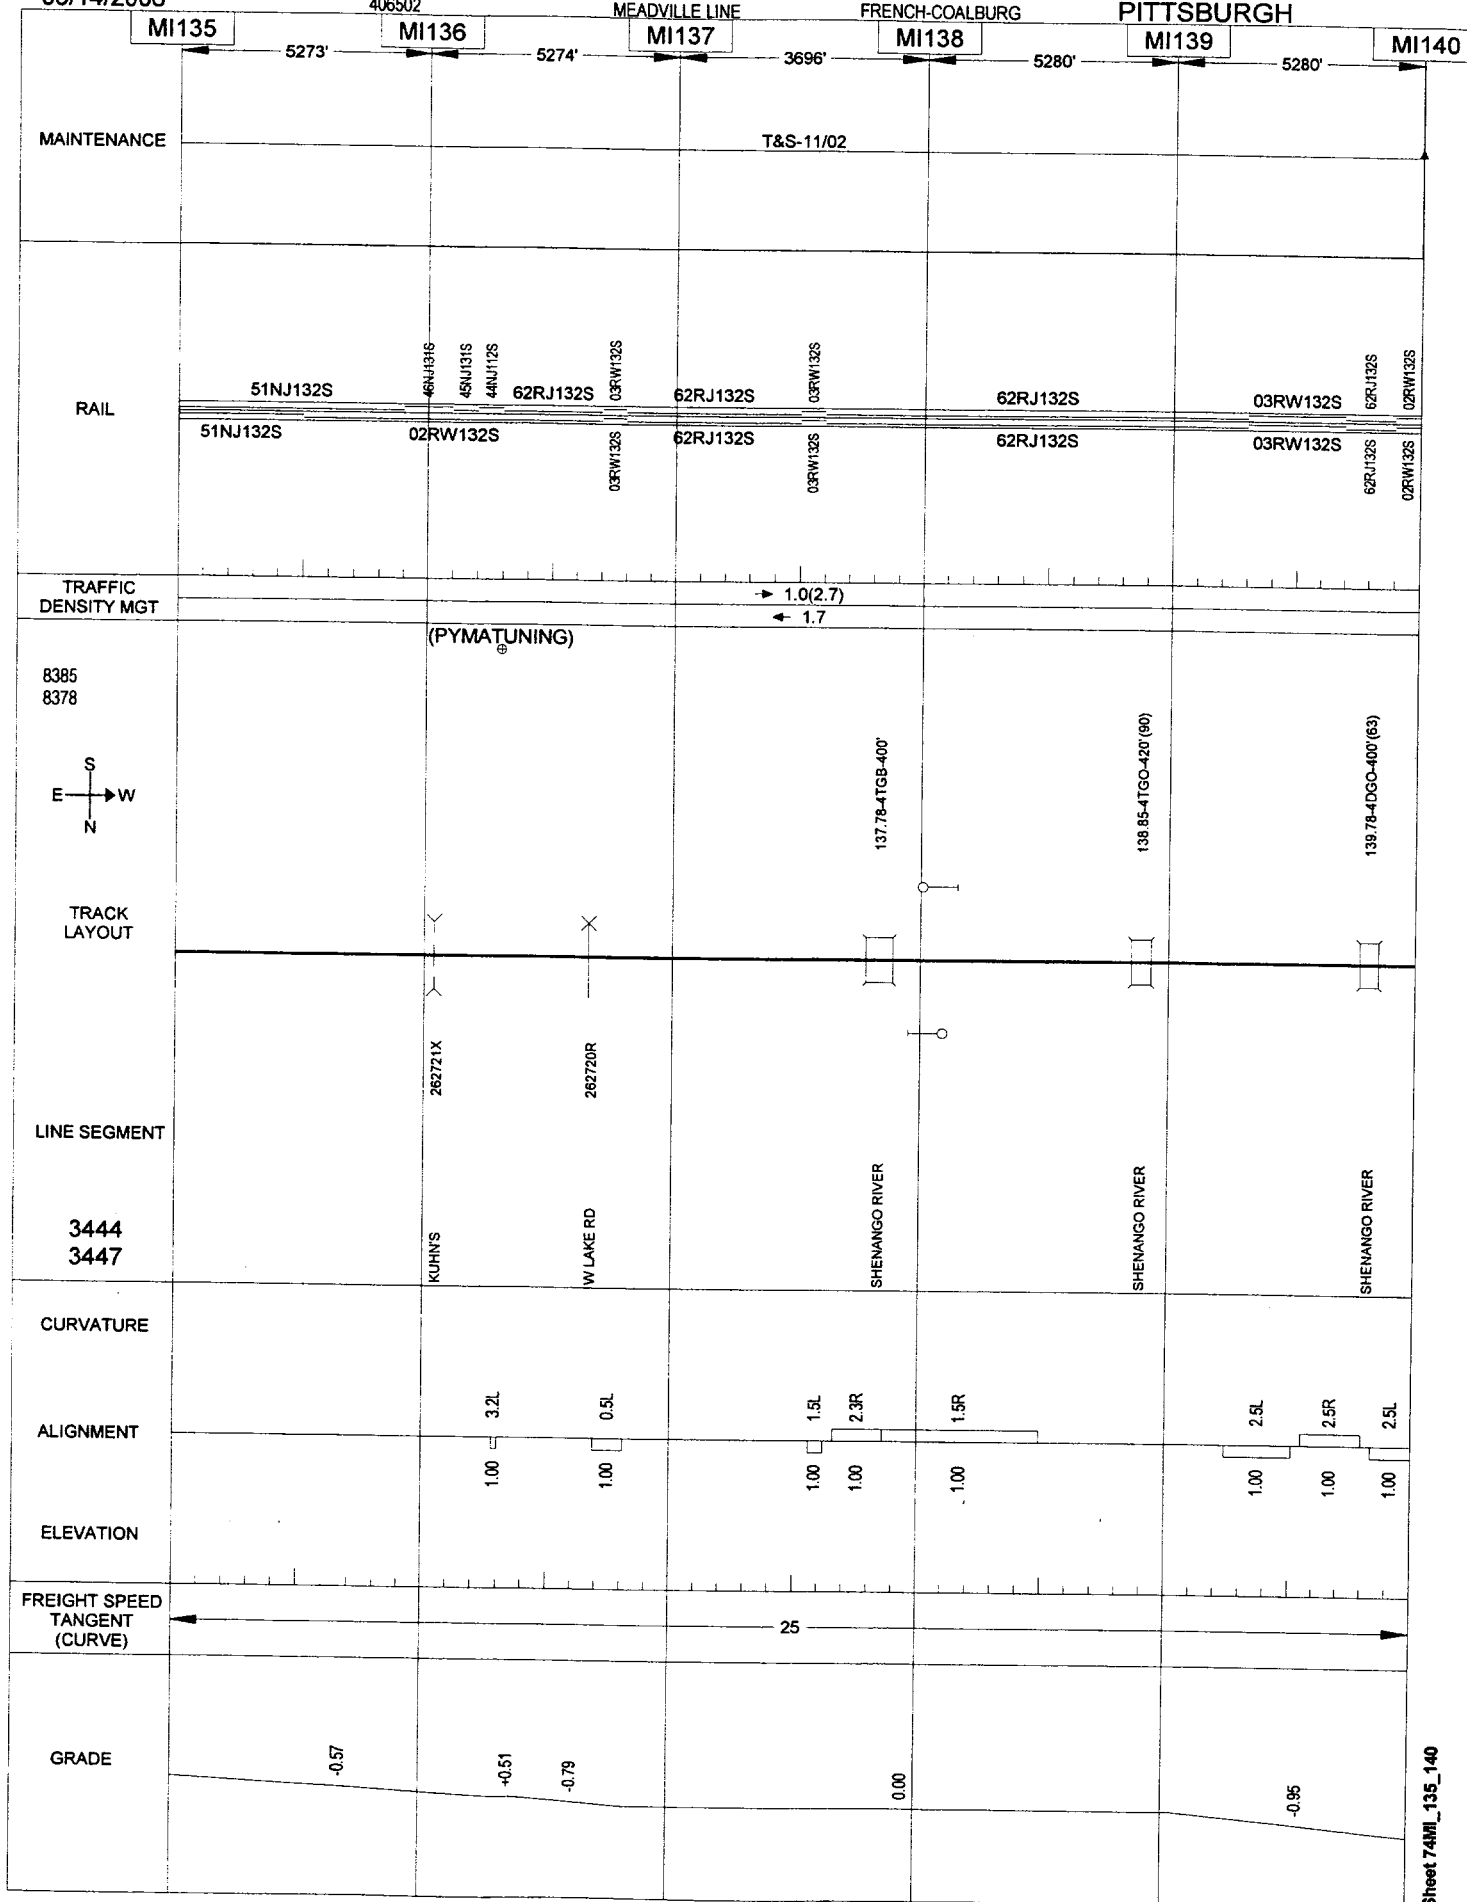 406502
MEADVILLE LINE
FRENCH-COALBURG
PITTSBURGH
MI135
MI136
MI137
MI138
MI139
MI140
5273'
5274'
3696'
5280'
5280'
MAINTENANCE
T&S-11/02
RAIL
51NJ132S
46NJ131S
45NJ131S
44NJ112S
62RJ132S
03RW132S
62RJ132S
03RW132S
62RJ132S
03RW132S
62RJ132S
02RW132S
51NJ132S
02RW132S
03RW132S
62RJ132S
03RW132S
62RJ132S
03RW132S
62RJ132S
02RW132S
TRAFFIC
DENSITY MGT
1.0(2.7)
1.7
(PYMATUNING)
8385
8378
S
E
W
N
137.78-4TGB-400'
138.85-4TGO-420'(90)
139.78-4DGO-400'(63)
TRACK
LAYOUT
262721X
262720R
LINE SEGMENT
3444
3447
KUHN'S
W LAKE RD
SHENANGO RIVER
SHENANGO RIVER
SHENANGO RIVER
CURVATURE
ALIGNMENT
3.2L
0.5L
1.5L
2.3R
1.5R
2.5L
2.5R
2.5L
1.00
1.00
1.00
1.00
1.00
1.00
1.00
1.00
ELEVATION
FREIGHT SPEED
TANGENT
(CURVE)
25
GRADE
-0.57
+0.51
-0.79
0.00
-0.95
Sheet 74MI_135_140